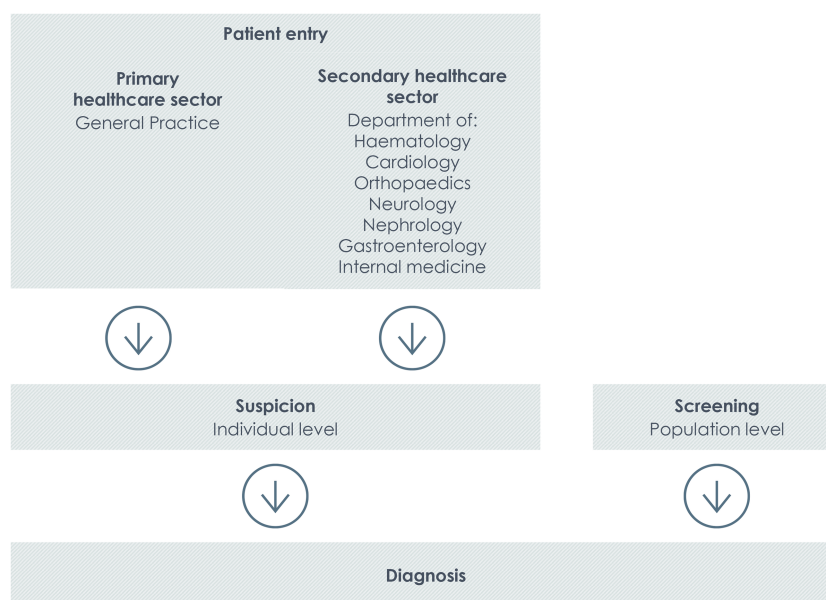 Patient entry
Primary
healthcare sector
General Practice
Secondary healthcare
sector
Department of:
Haematology
Cardiology
Orthopaedics
Neurology
Nephrology
Gastroenterology
Internal medicine
Suspicion
Individual level
Screening
Population level
Diagnosis